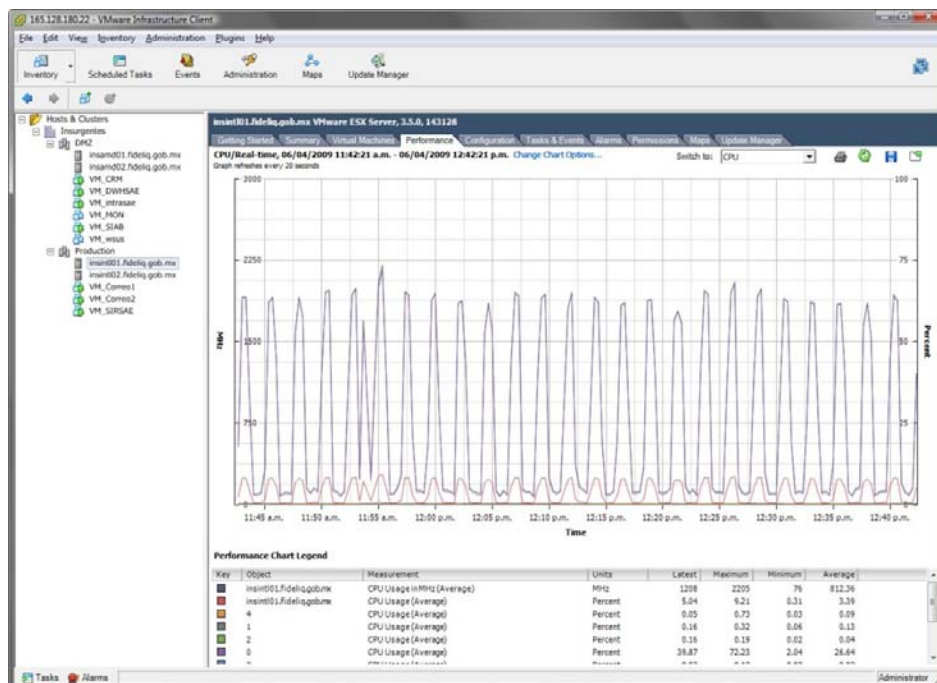 165.128.180.22 - VMware Infrastructure Client
File Edit View Inventory Administration Plugins Help
Inventory Scheduled Tasks Events Administration Maps Update Manager
Hosts & Clusters
Insurgentes
DMZ
insamd01.fideliq.gob.mx
insamd02.fideliq.gob.mx
VM_CRM
VM_DWHSAE
VM_intrasae
VM_MON
VM_SIAB
VM_wsus
Production
insintl01.fideliq.gob.mx
insintl02.fideliq.gob.mx
VM_Correo1
VM_Correo2
VM_SIRSAE
insintl01.fideliq.gob.mx VMware ESX Server, 3.5.0, 143128
Getting Started Summary Virtual Machines Performance Configuration Tasks & Events Alarms Permissions Maps Update Manager
CPU/Real-time, 06/04/2009 11:42:21 a.m. - 06/04/2009 12:42:21 p.m. Change Chart Options... Switch to: CPU
Graph refreshes every 20 seconds
3000 100
2250 75
1500 50
750 25
0 0
MHz
Percent
11:45 a.m. 11:50 a.m. 11:55 a.m. 12:00 p.m. 12:05 p.m. 12:10 p.m. 12:15 p.m. 12:20 p.m. 12:25 p.m. 12:30 p.m. 12:35 p.m. 12:40 p.m.
Time
Performance Chart Legend
Key Object Measurement Units Latest Maximum Minimum Average
insintl01.fideliq.gob.mx CPU Usage in MHz (Average) MHz 1208 2205 76 812.36
insintl01.fideliq.gob.mx CPU Usage (Average) Percent 5.04 9.21 0.31 3.39
4 CPU Usage (Average) Percent 0.05 0.73 0.03 0.09
1 CPU Usage (Average) Percent 0.16 0.32 0.06 0.13
2 CPU Usage (Average) Percent 0.16 0.19 0.02 0.04
0 CPU Usage (Average) Percent 39.87 72.23 2.04 26.64
Tasks Alarms Administrator